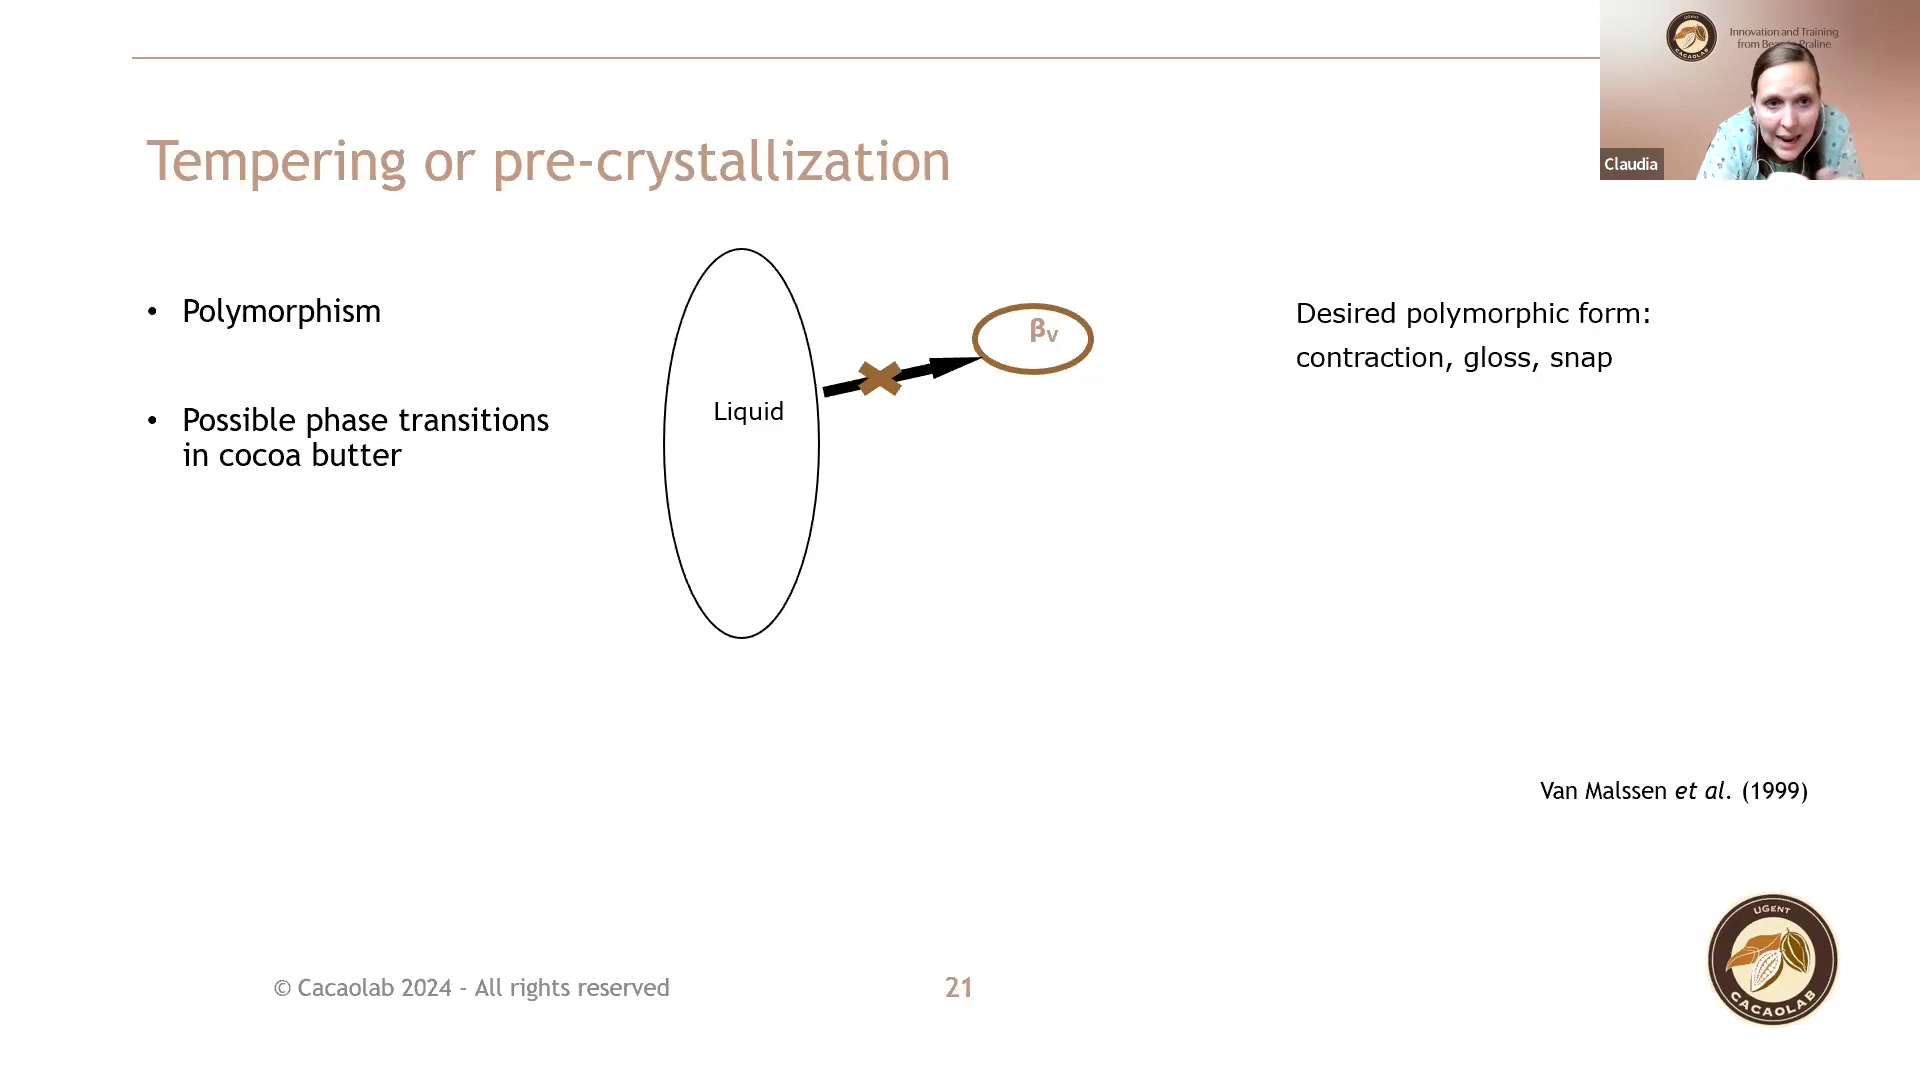 UGENT
CACAOLAB
Innovation and Training
from Bean to Praline
Claudia
Tempering or pre-crystallization
• Polymorphism
• Possible phase transitions
in cocoa butter
Liquid
βV
Desired polymorphic form:
contraction, gloss, snap
Van Malssen et al. (1999)
© Cacaolab 2024 - All rights reserved
21
UGENT
CACAOLAB